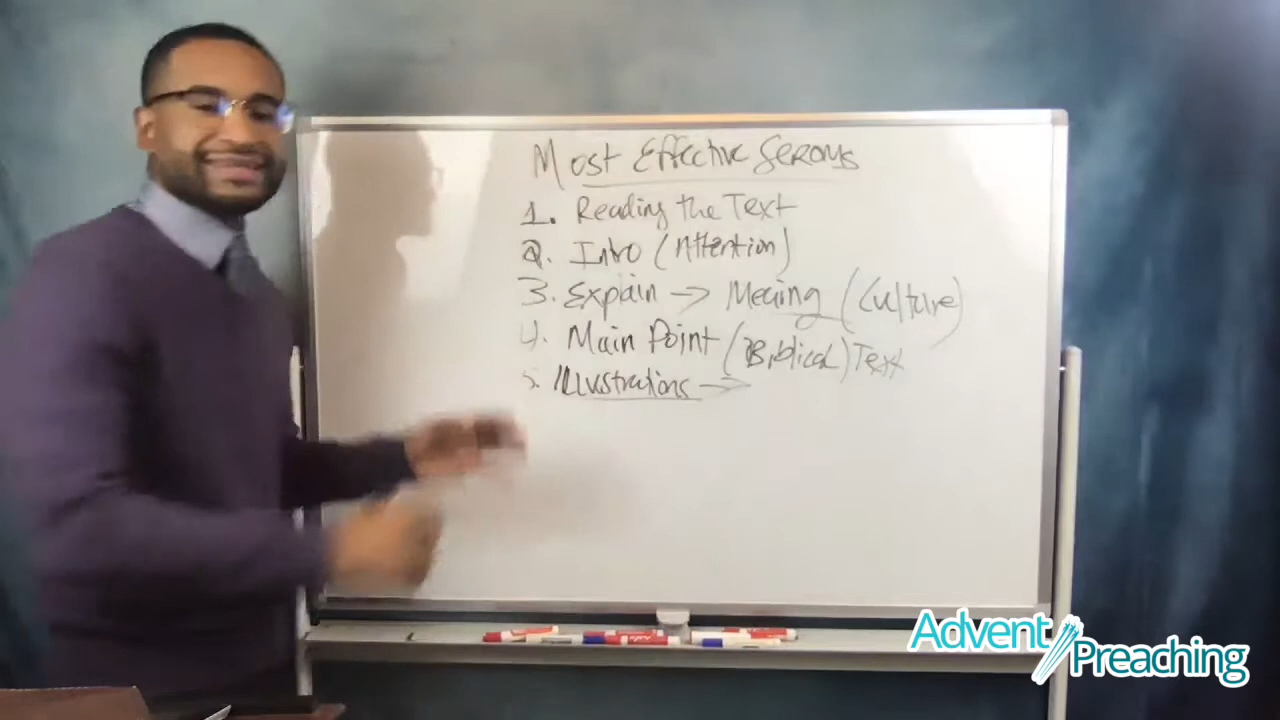 Most Effective Sermons
1. Reading the Text
2. Intro (Attention)
3. Explain → Meaing (Culture)
4. Main Point (Biblical) Text
5. Illustrations →
Advent
Preaching